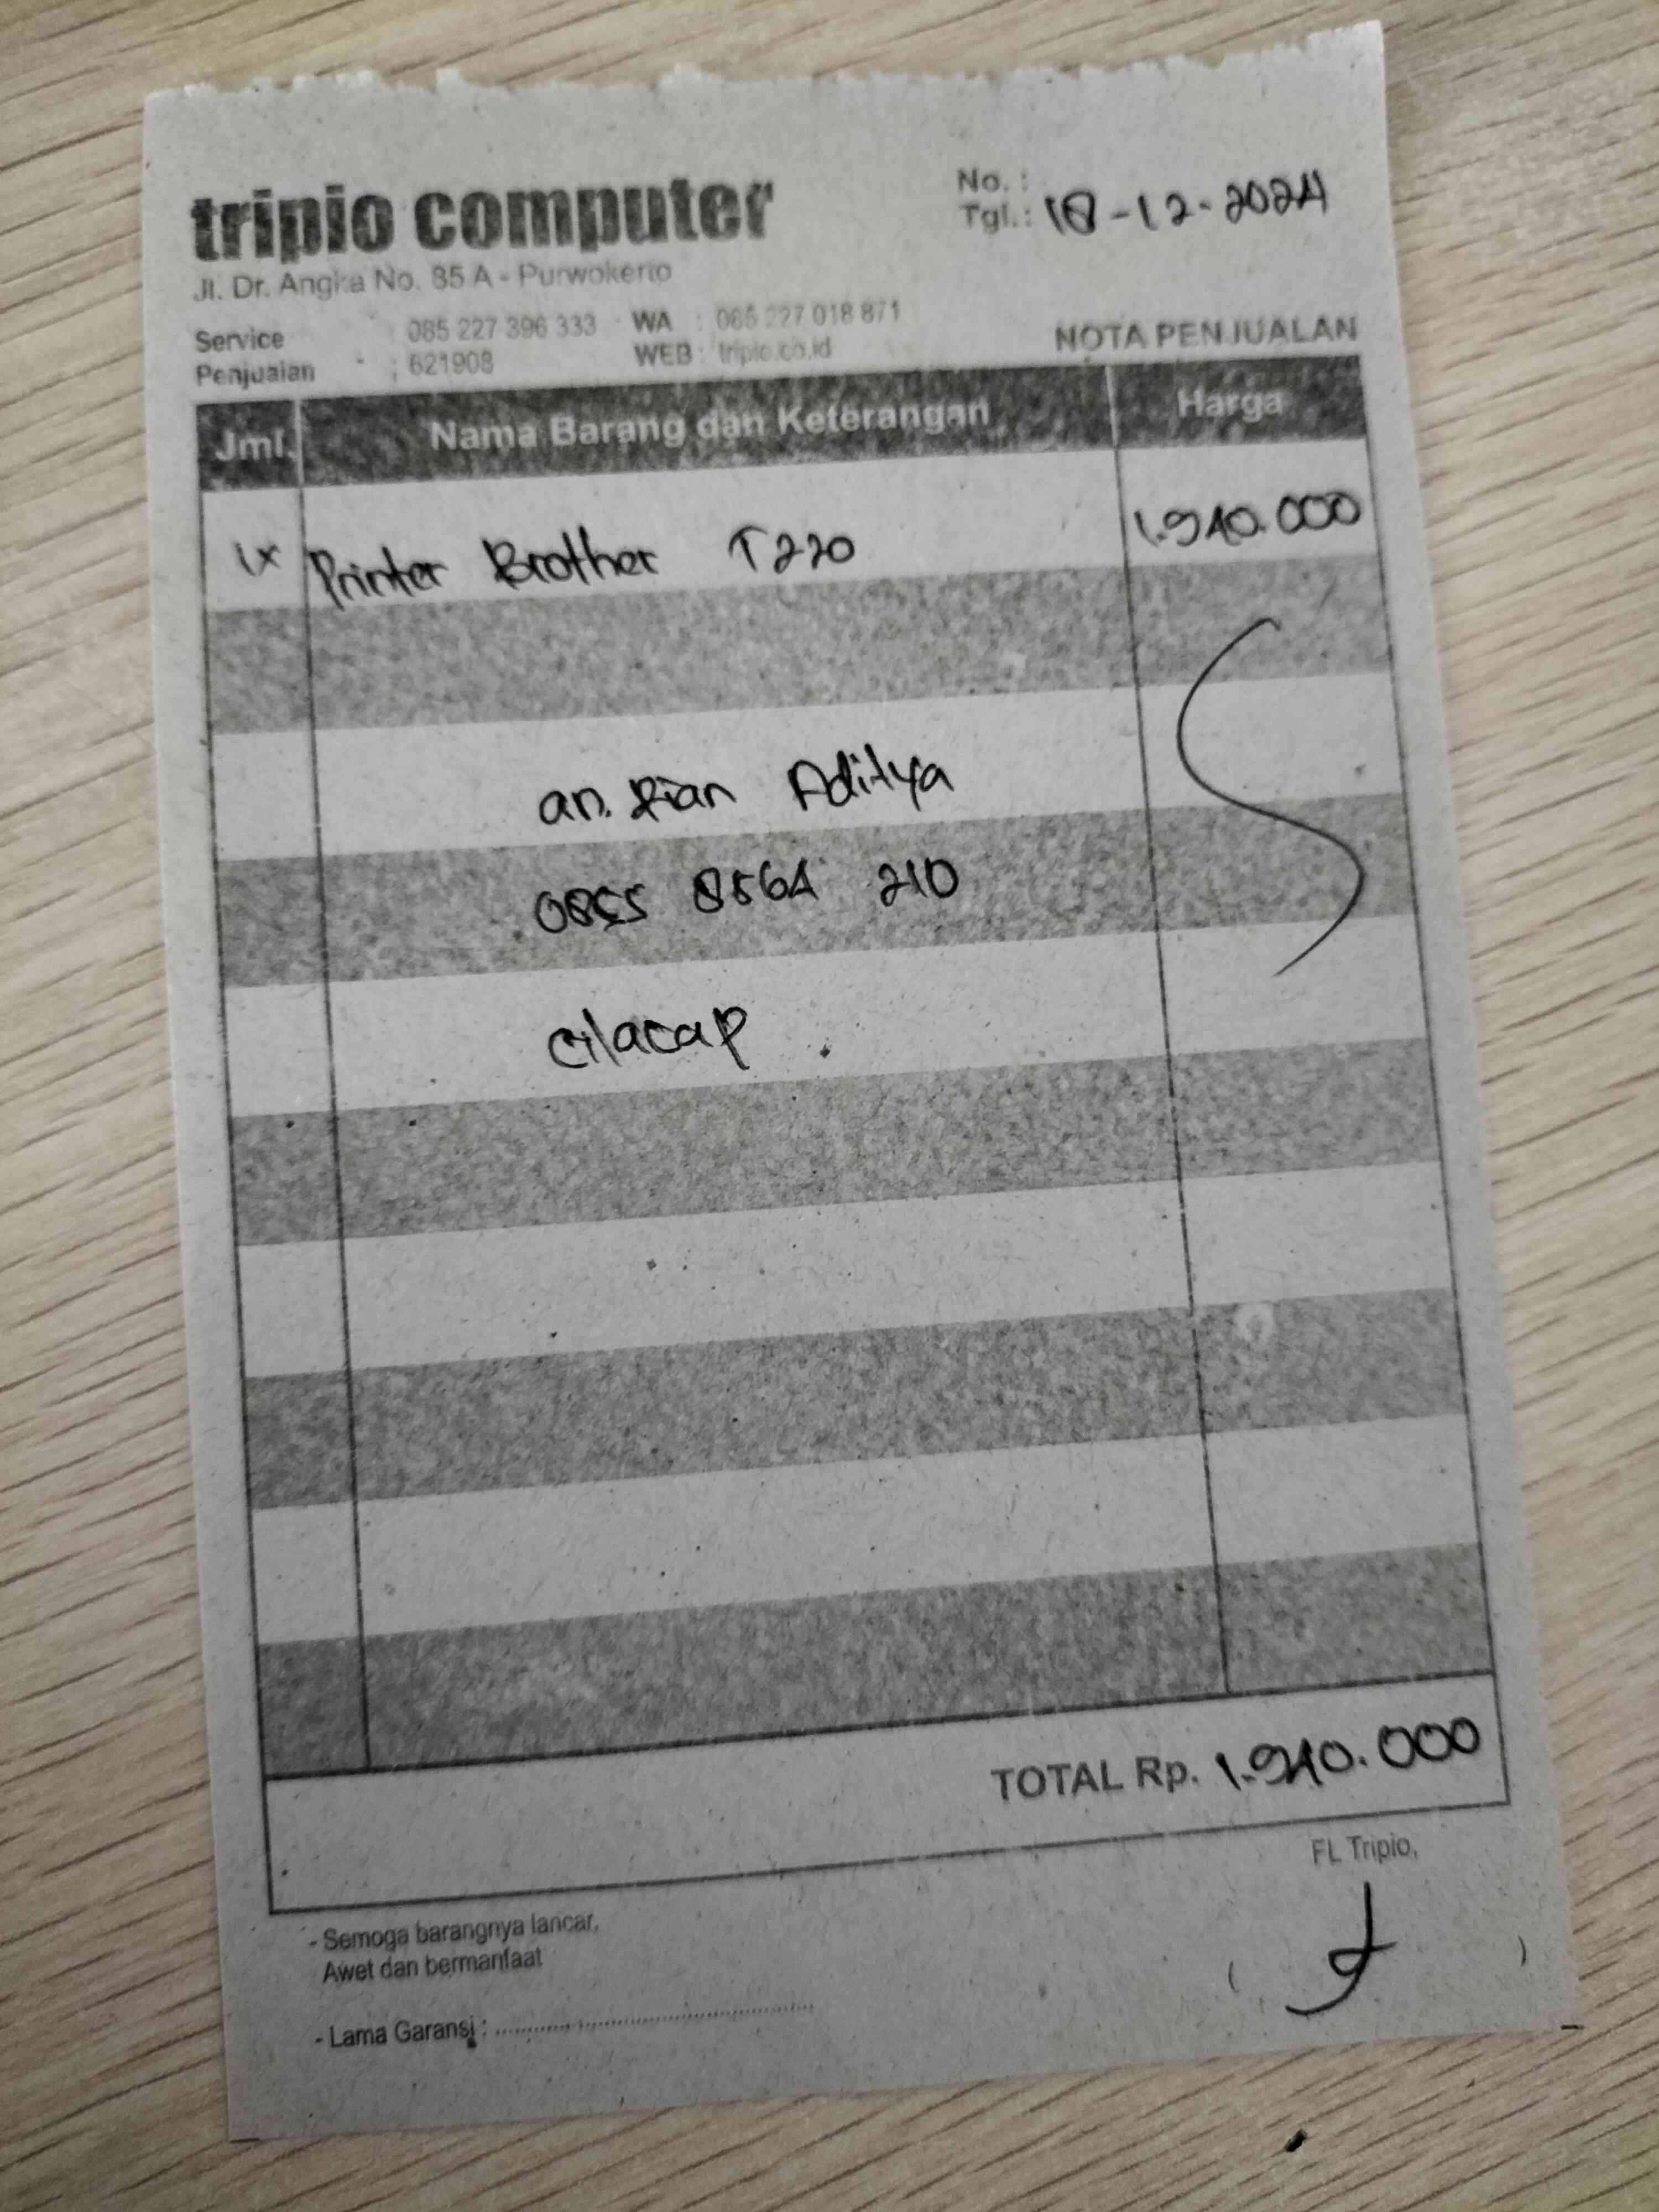 tripio computer
No. :
Tgl.: 18-12-2024
Jl. Dr. Angka No. 85 A - Purwokerto
Service : 085 227 396 333 WA : 085 227 018 871
Penjualan : 621908 WEB : tripio.co.id
NOTA PENJUALAN
Jml. Nama Barang dan Keterangan Harga
1x Printer Brother T220 1.940.000
an. Rian Aditya
0855 8564 210
cilacap
TOTAL Rp. 1.940.000
FL Tripio,
- Semoga barangnya lancar,
Awet dan bermanfaat
( )
- Lama Garansi : ..............................